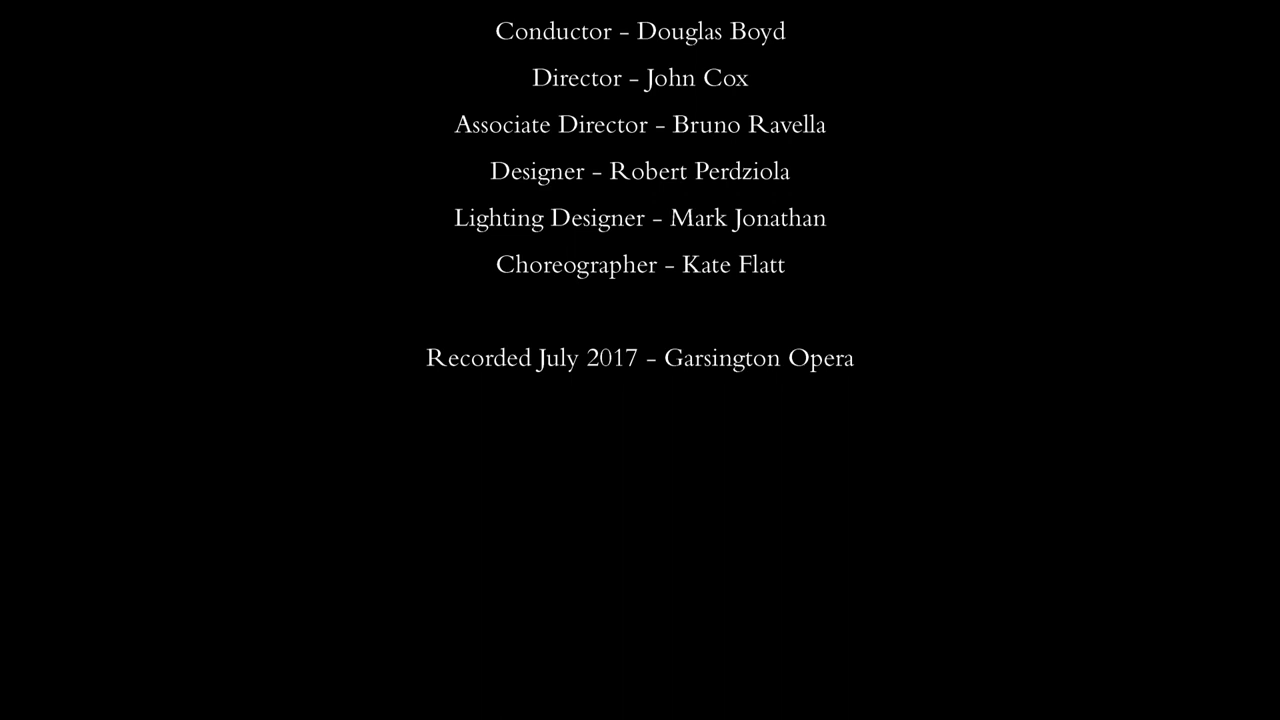 Conductor - Douglas Boyd
Director - John Cox
Associate Director - Bruno Ravella
Designer - Robert Perdziola
Lighting Designer - Mark Jonathan
Choreographer - Kate Flatt
Recorded July 2017 - Garsington Opera